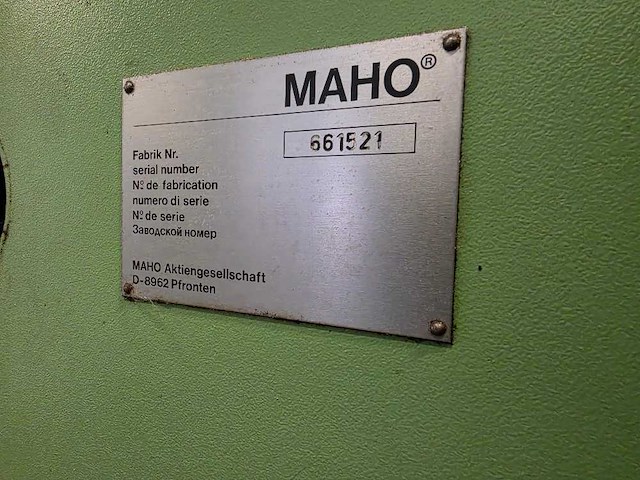 MAHO®
661521
Fabrik Nr.
serial number
Nº de fabrication
numero di serie
Nº de serie
Заводской номер
MAHO Aktiengesellschaft
D-8962 Pfronten